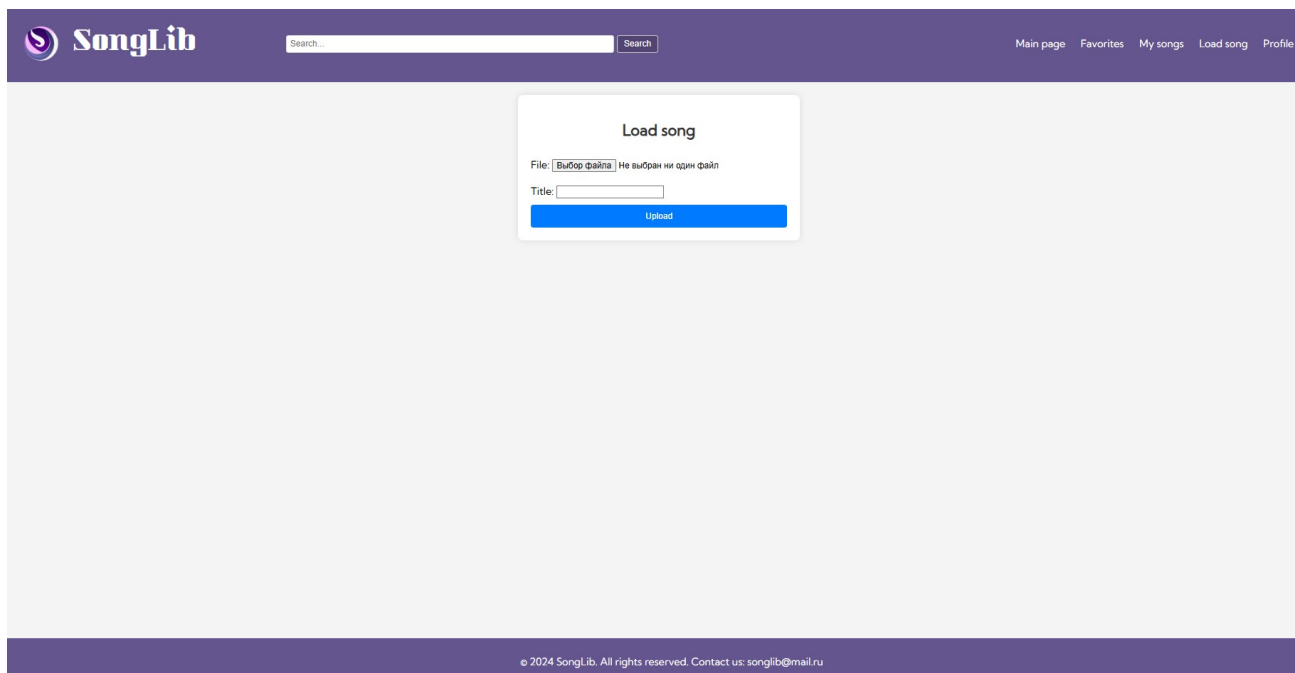 S SongLib
Search... Search
Main page Favorites My songs Load song Profile
Load song
File: Выбор файла Не выбран ни один файл
Title:
Upload
© 2024 SongLib. All rights reserved. Contact us: songlib@mail.ru